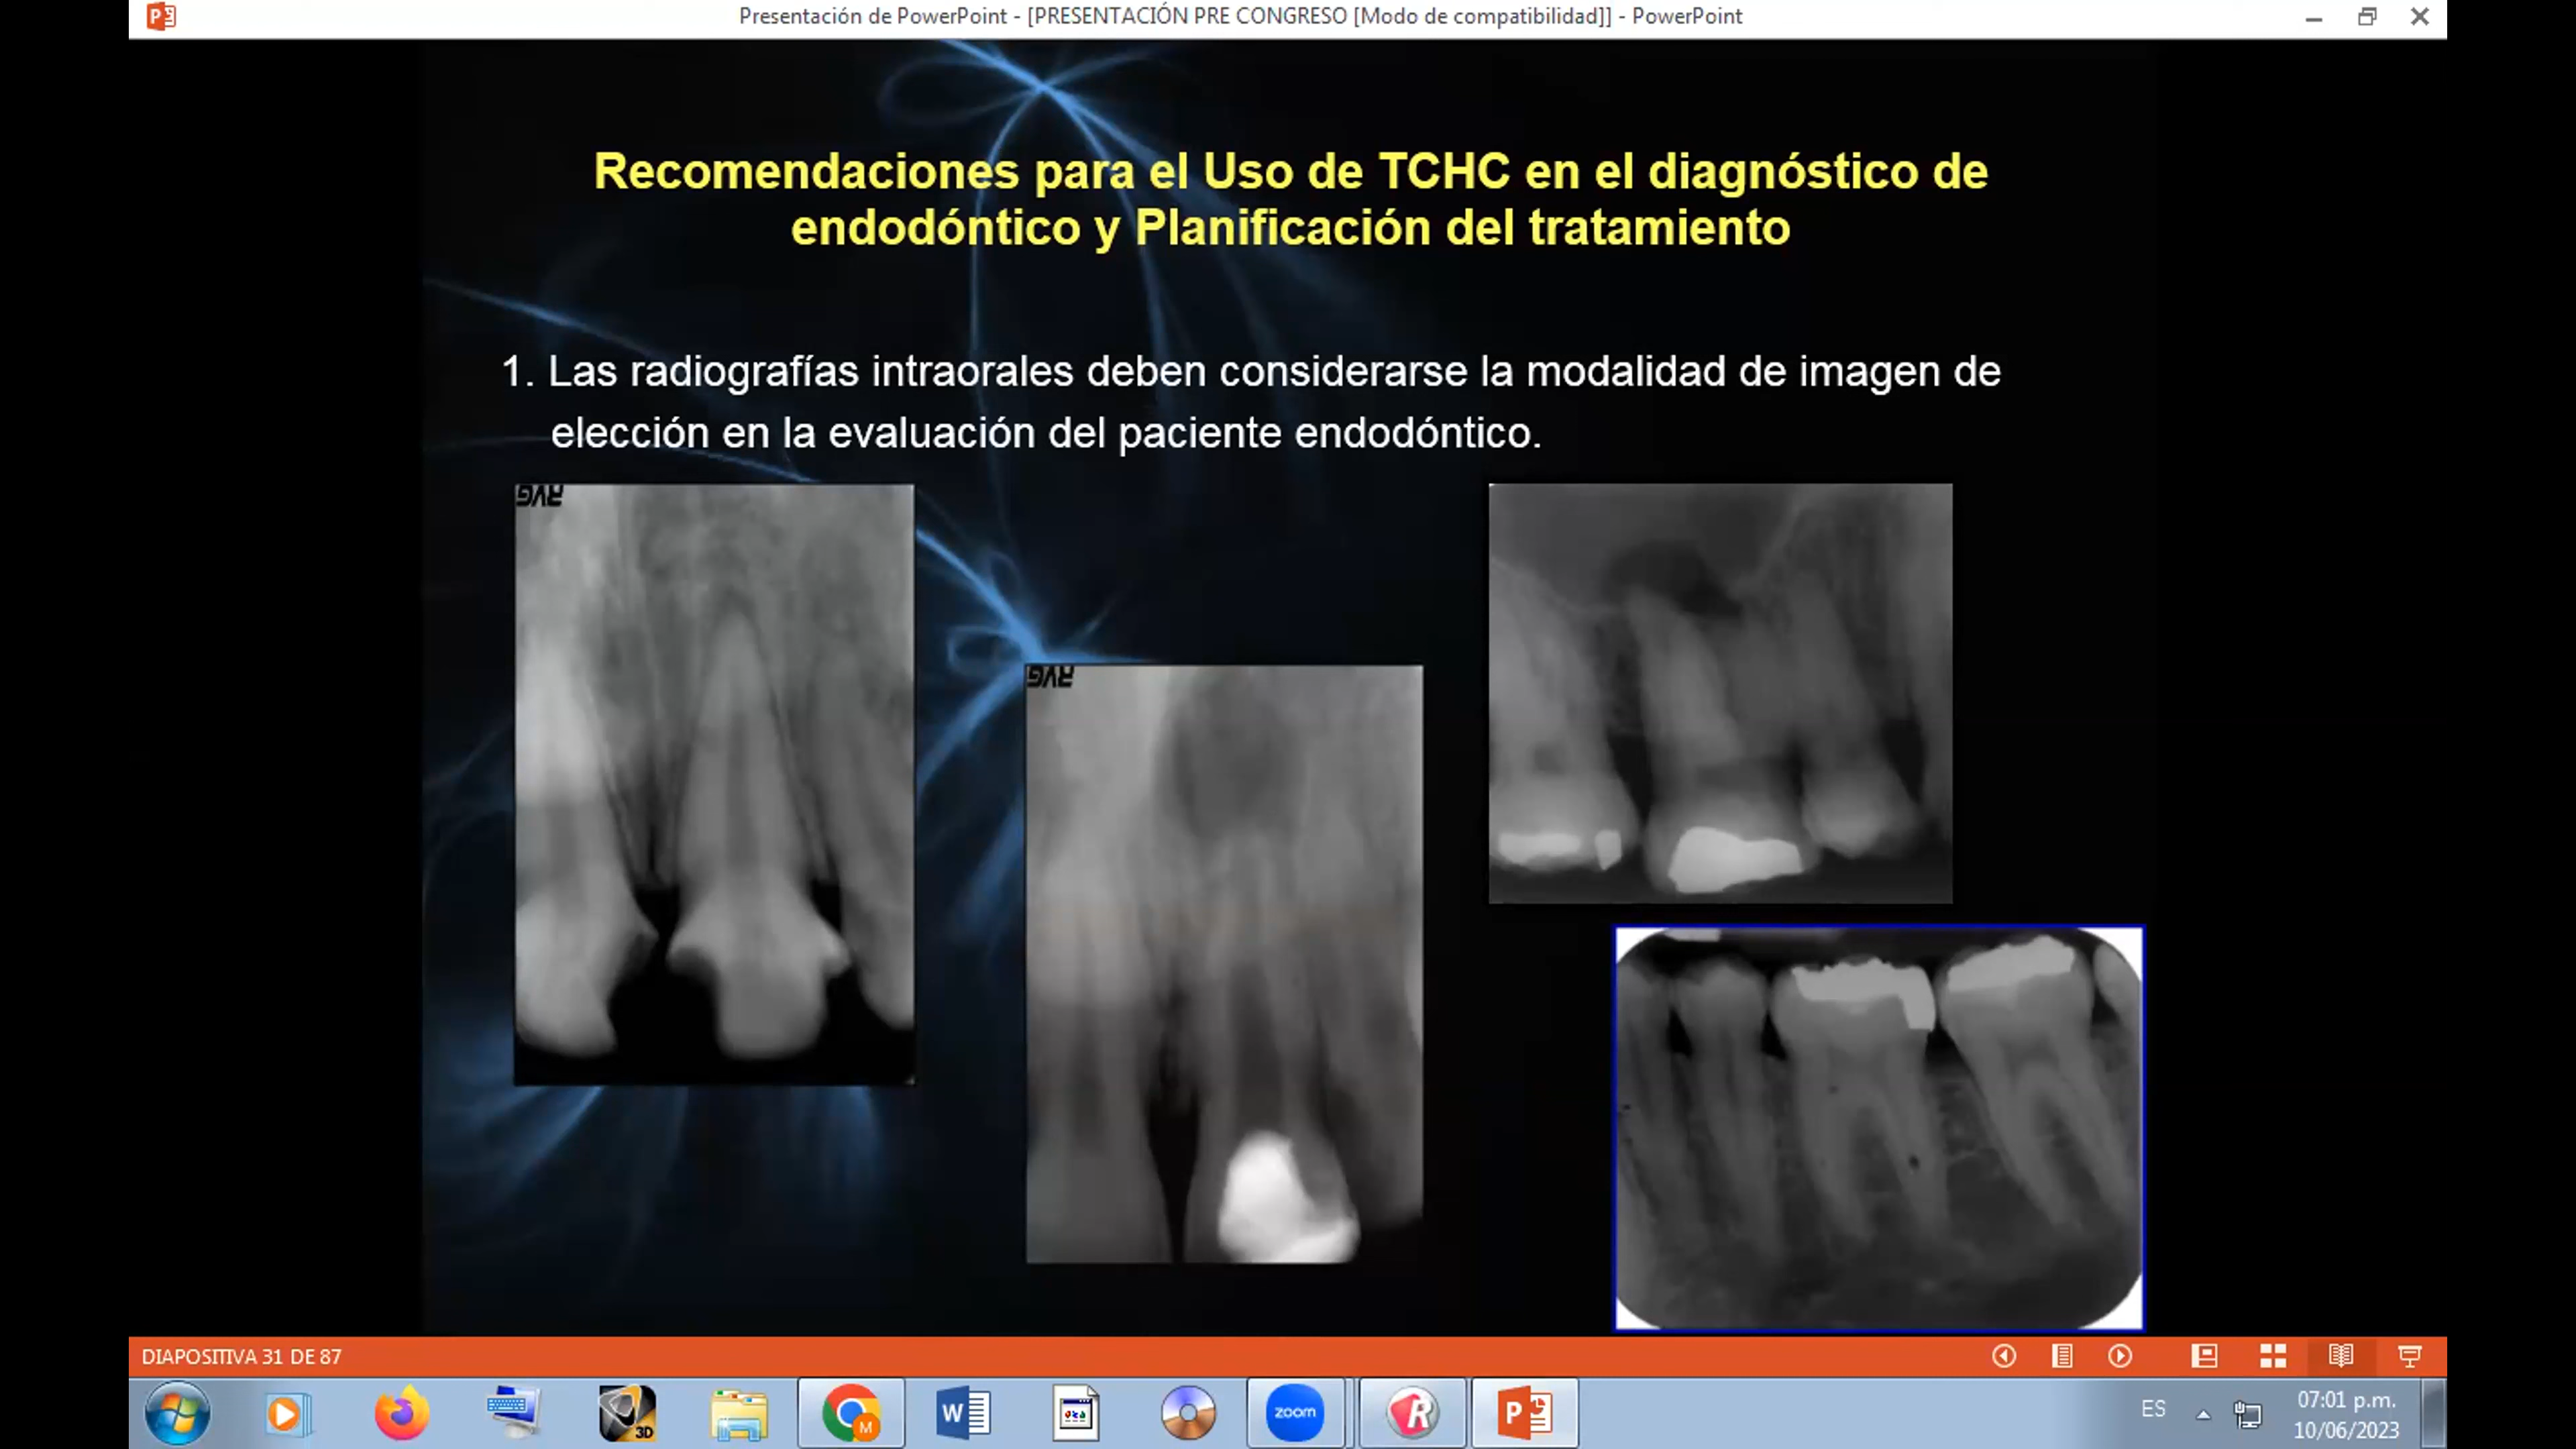 Presentación de PowerPoint - [PRESENTACIÓN PRE CONGRESO [Modo de compatibilidad]] - PowerPoint
Recomendaciones para el Uso de TCHC en el diagnóstico de
endodóntico y Planificación del tratamiento
1. Las radiografías intraorales deben considerarse la modalidad de imagen de
elección en la evaluación del paciente endodóntico.
RVG
RVG
DIAPOSITIVA 31 DE 87
3D
M
W
zoom
R
P
ES
07:01 p.m.
10/06/2023